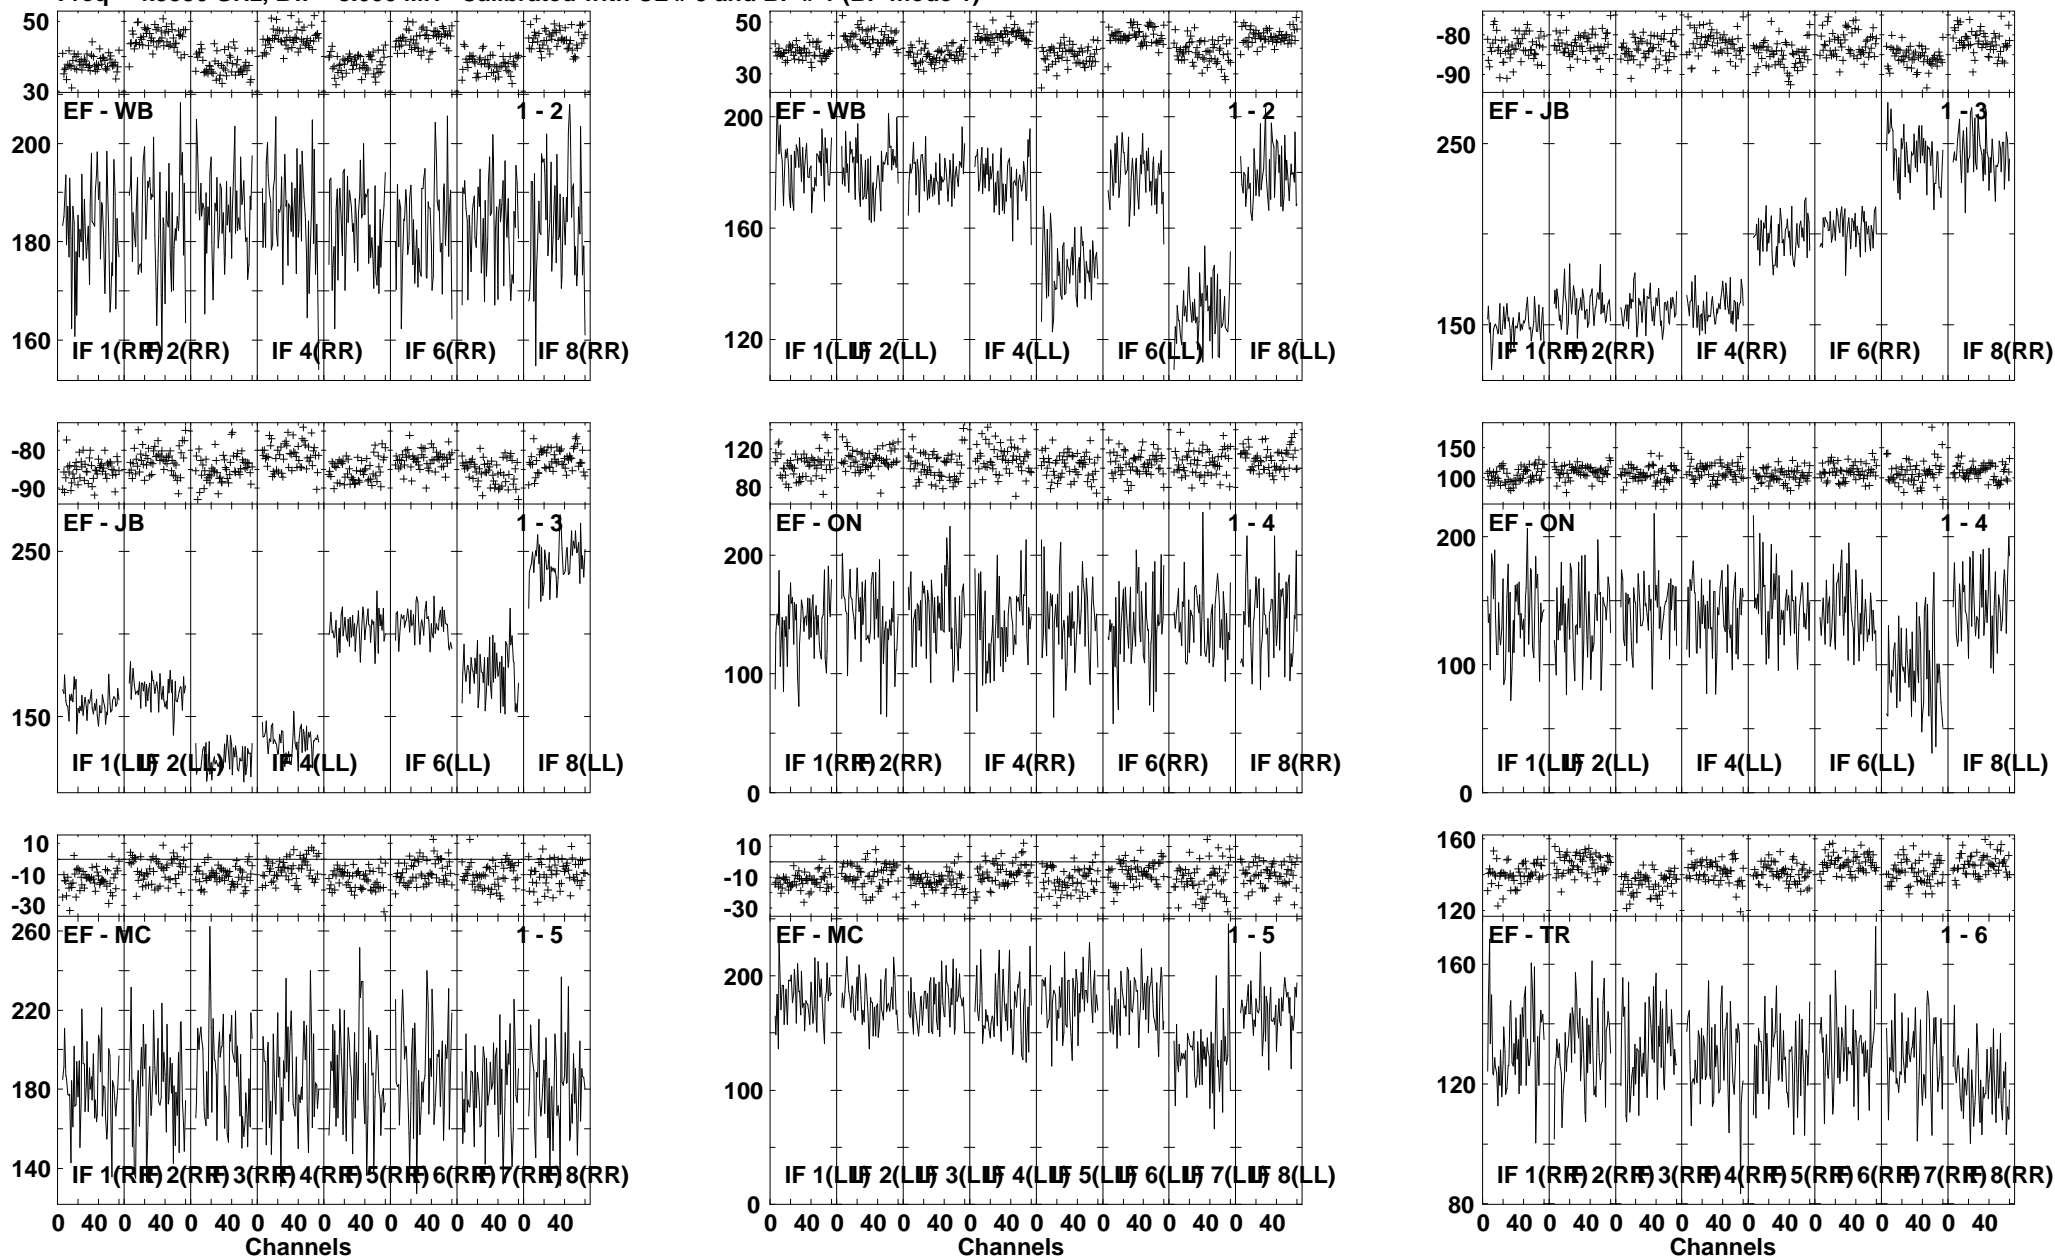 50
30
EF - WB
1 - 2
200
180
160
IF 1(RR)
IF 2(RR)
IF 4(RR)
IF 6(RR)
IF 8(RR)
50
30
EF - WB
1 - 2
200
160
120
IF 1(LL)
IF 2(LL)
IF 4(LL)
IF 6(LL)
IF 8(LL)
-80
-90
EF - JB
1 - 3
250
150
IF 1(RR)
IF 2(RR)
IF 4(RR)
IF 6(RR)
IF 8(RR)
-80
-90
EF - JB
1 - 3
250
150
IF 1(LL)
IF 2(LL)
IF 4(LL)
IF 6(LL)
IF 8(LL)
120
80
EF - ON
1 - 4
200
100
0
IF 1(RR)
IF 2(RR)
IF 4(RR)
IF 6(RR)
IF 8(RR)
150
100
EF - ON
1 - 4
200
100
0
IF 1(LL)
IF 2(LL)
IF 4(LL)
IF 6(LL)
IF 8(LL)
10
-10
-30
EF - MC
1 - 5
260
220
180
140
IF 1(RR)
IF 2(RR)
IF 3(RR)
IF 4(RR)
IF 5(RR)
IF 6(RR)
IF 7(RR)
IF 8(RR)
0 40 0 40 0 40 0 40 0 40 0 40 0 40 0 40
Channels
10
-10
-30
EF - MC
1 - 5
200
100
0
IF 1(LL)
IF 2(LL)
IF 3(LL)
IF 4(LL)
IF 5(LL)
IF 6(LL)
IF 7(LL)
IF 8(LL)
0 40 0 40 0 40 0 40 0 40 0 40 0 40 0 40
Channels
160
120
EF - TR
1 - 6
160
120
80
IF 1(RR)
IF 2(RR)
IF 3(RR)
IF 4(RR)
IF 5(RR)
IF 6(RR)
IF 7(RR)
IF 8(RR)
0 40 0 40 0 40 0 40 0 40 0 40 0 40 0 40
Channels